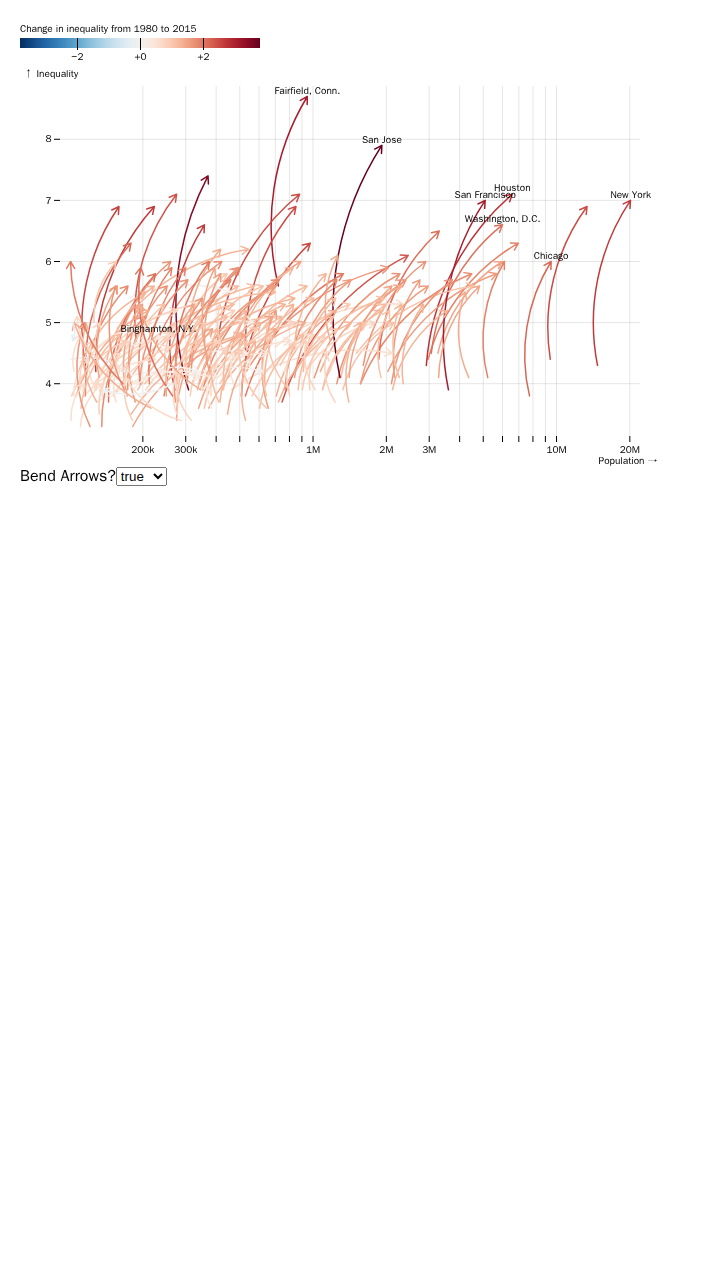 Change in inequality from 1980 to 2015
−2 +0 +2
↑ Inequality
Fairfield, Conn.
8
San Jose
Houston
7
San Francisco
New York
Washington, D.C.
6
Chicago
5
Binghamton, N.Y.
4
200k 300k 1M 2M 3M 10M 20M
Population →
Bend Arrows? true